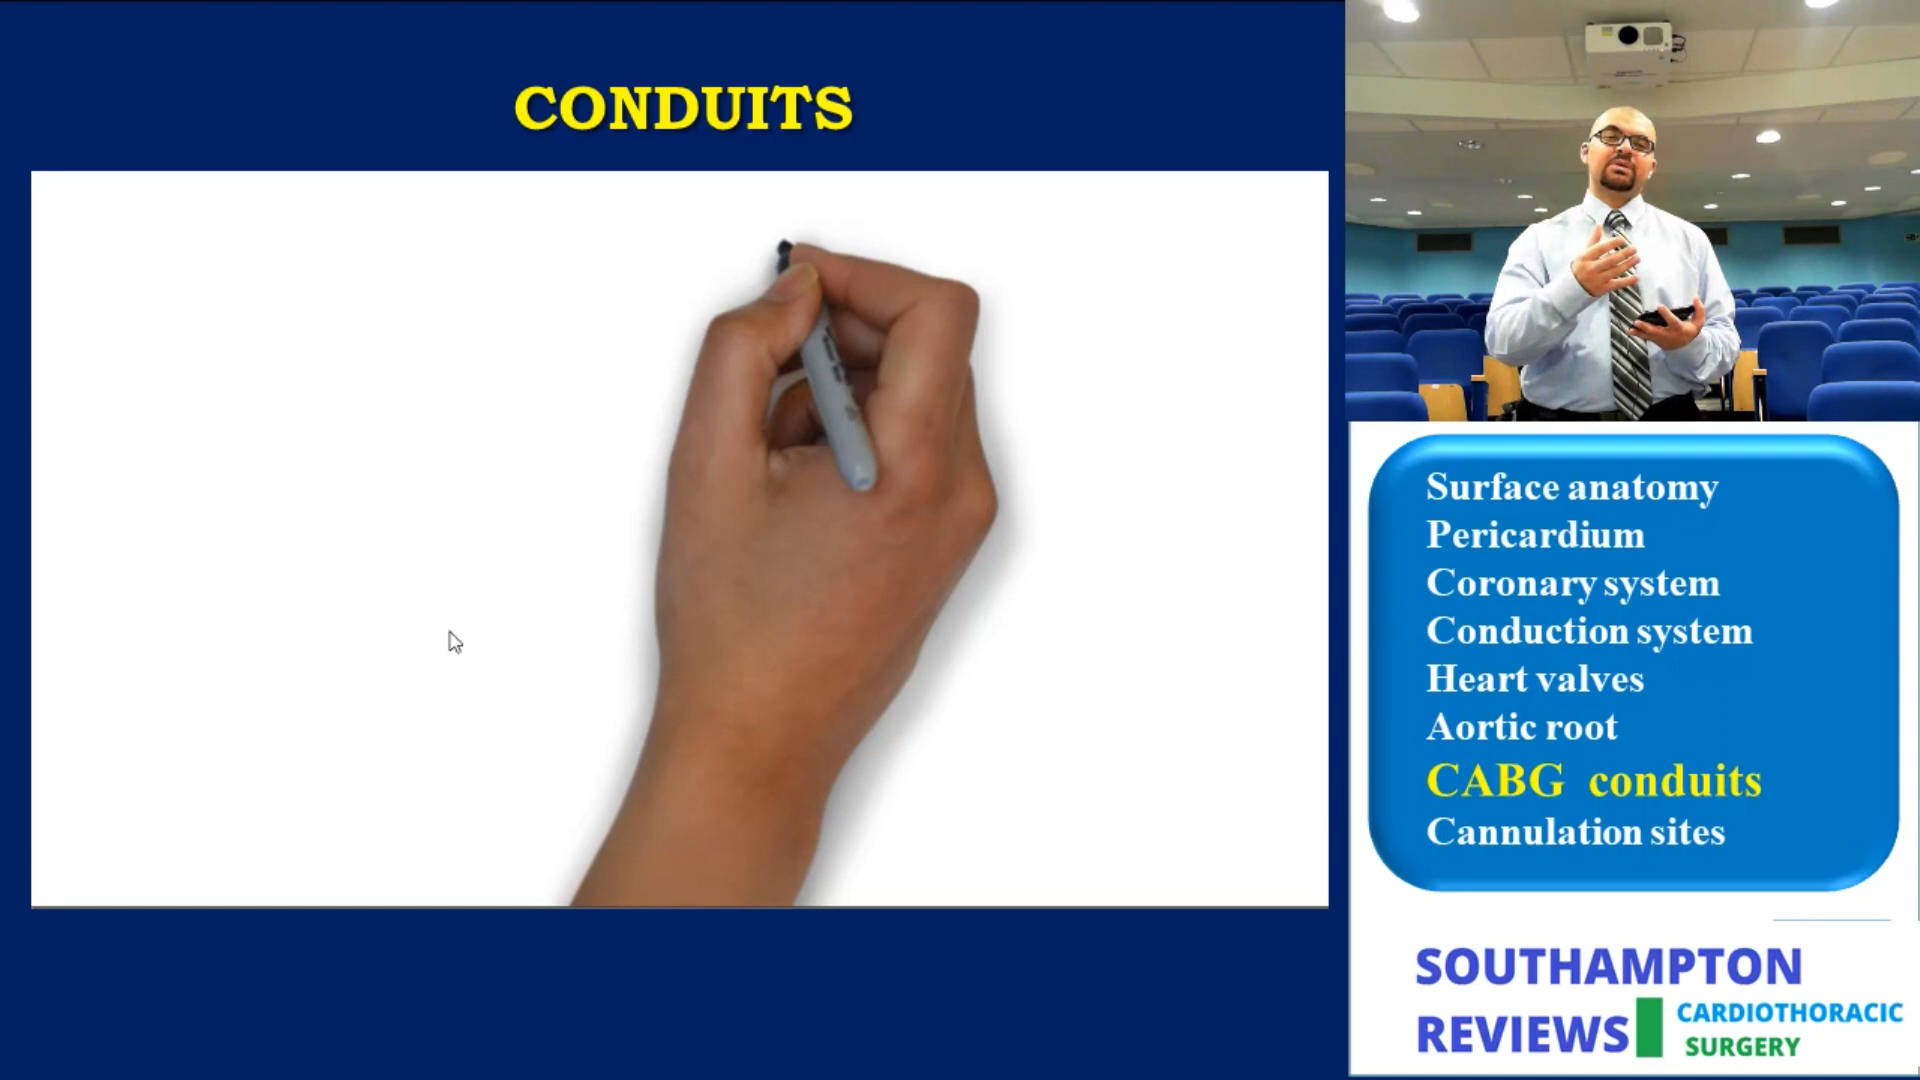 CONDUITS
Surface anatomy
Pericardium
Coronary system
Conduction system
Heart valves
Aortic root
CABG conduits
Cannulation sites
SOUTHAMPTON
REVIEWS
CARDIOTHORACIC
SURGERY